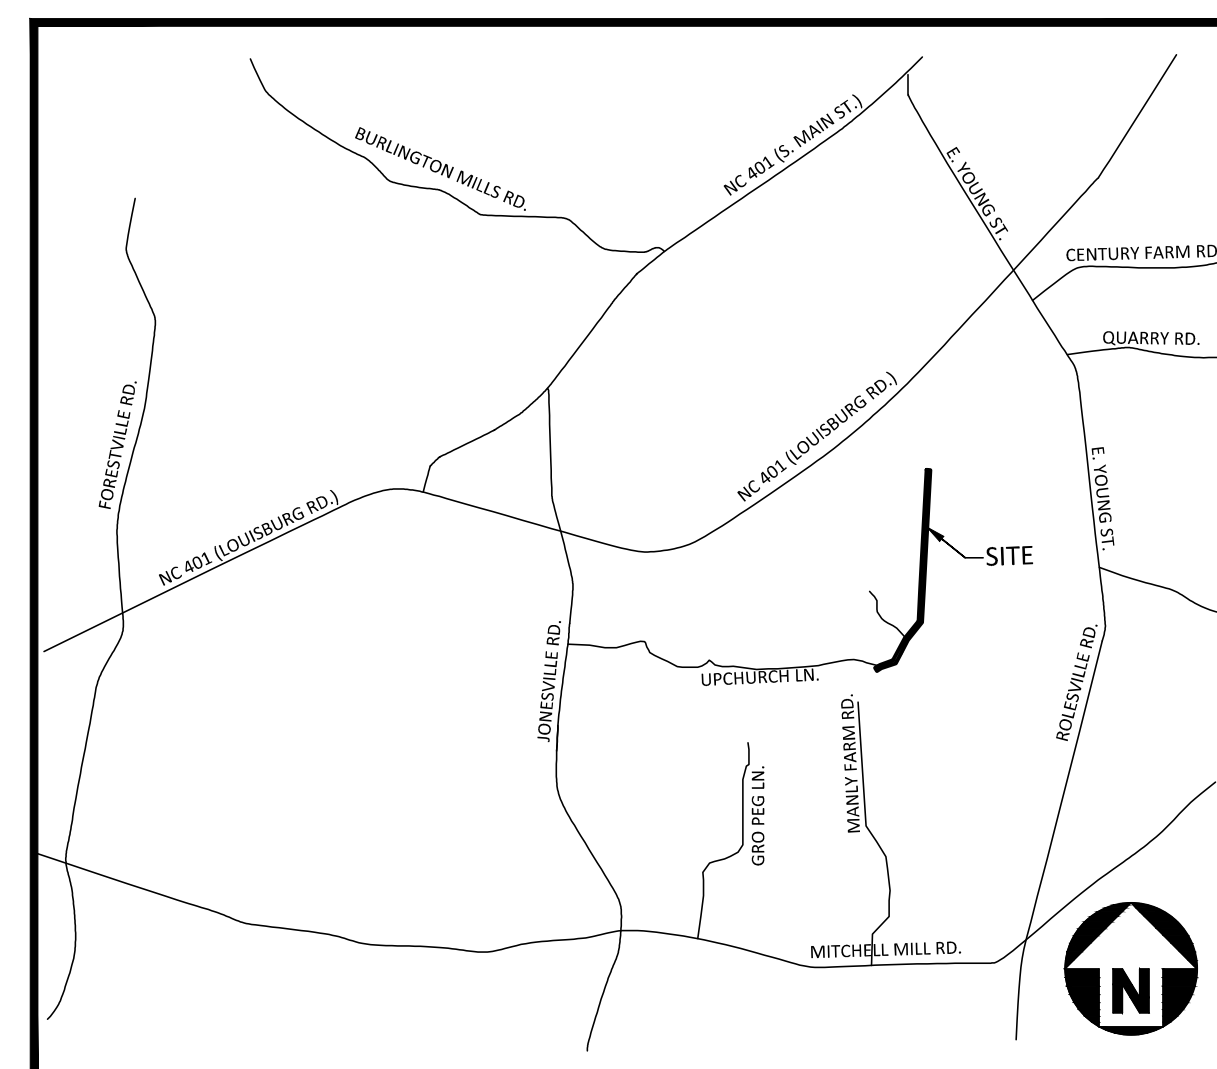 BURLINGTON MILLS RD.
NC 401 (S. MAIN ST.)
E. YOUNG ST.
CENTURY FARM RD
QUARRY RD.
FORESTVILLE RD.
NC 401 (LOUISBURG RD.)
NC 401 (LOUISBURG RD.)
E. YOUNG ST.
SITE
JONESVILLE RD.
UPCHURCH LN.
ROLESVILLE RD.
MANLY FARM RD.
GRO PEG LN.
MITCHELL MILL RD.
N